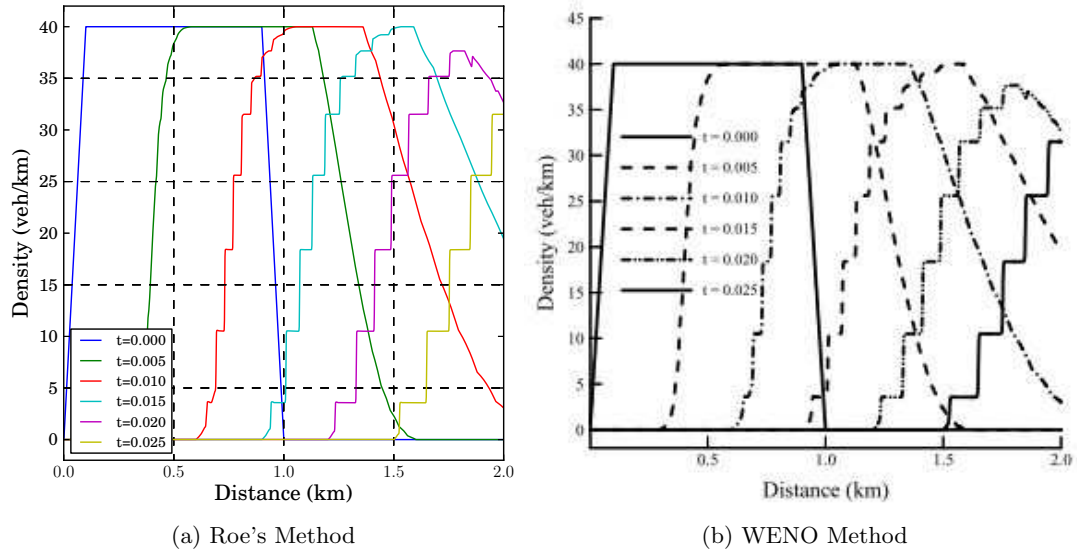 40
35
30
25
20
15
10
5
0
Density (veh/km)
t=0.000
t=0.005
t=0.010
t=0.015
t=0.020
t=0.025
0.0 0.5 1.0 1.5 2.0
Distance (km)
(a) Roe's Method
45
40
35
30
25
20
15
10
5
0
Density (veh/km)
t = 0.000
t = 0.005
t = 0.010
t = 0.015
t = 0.020
t = 0.025
0.5 1.0 1.5 2.0
Distance (km)
(b) WENO Method